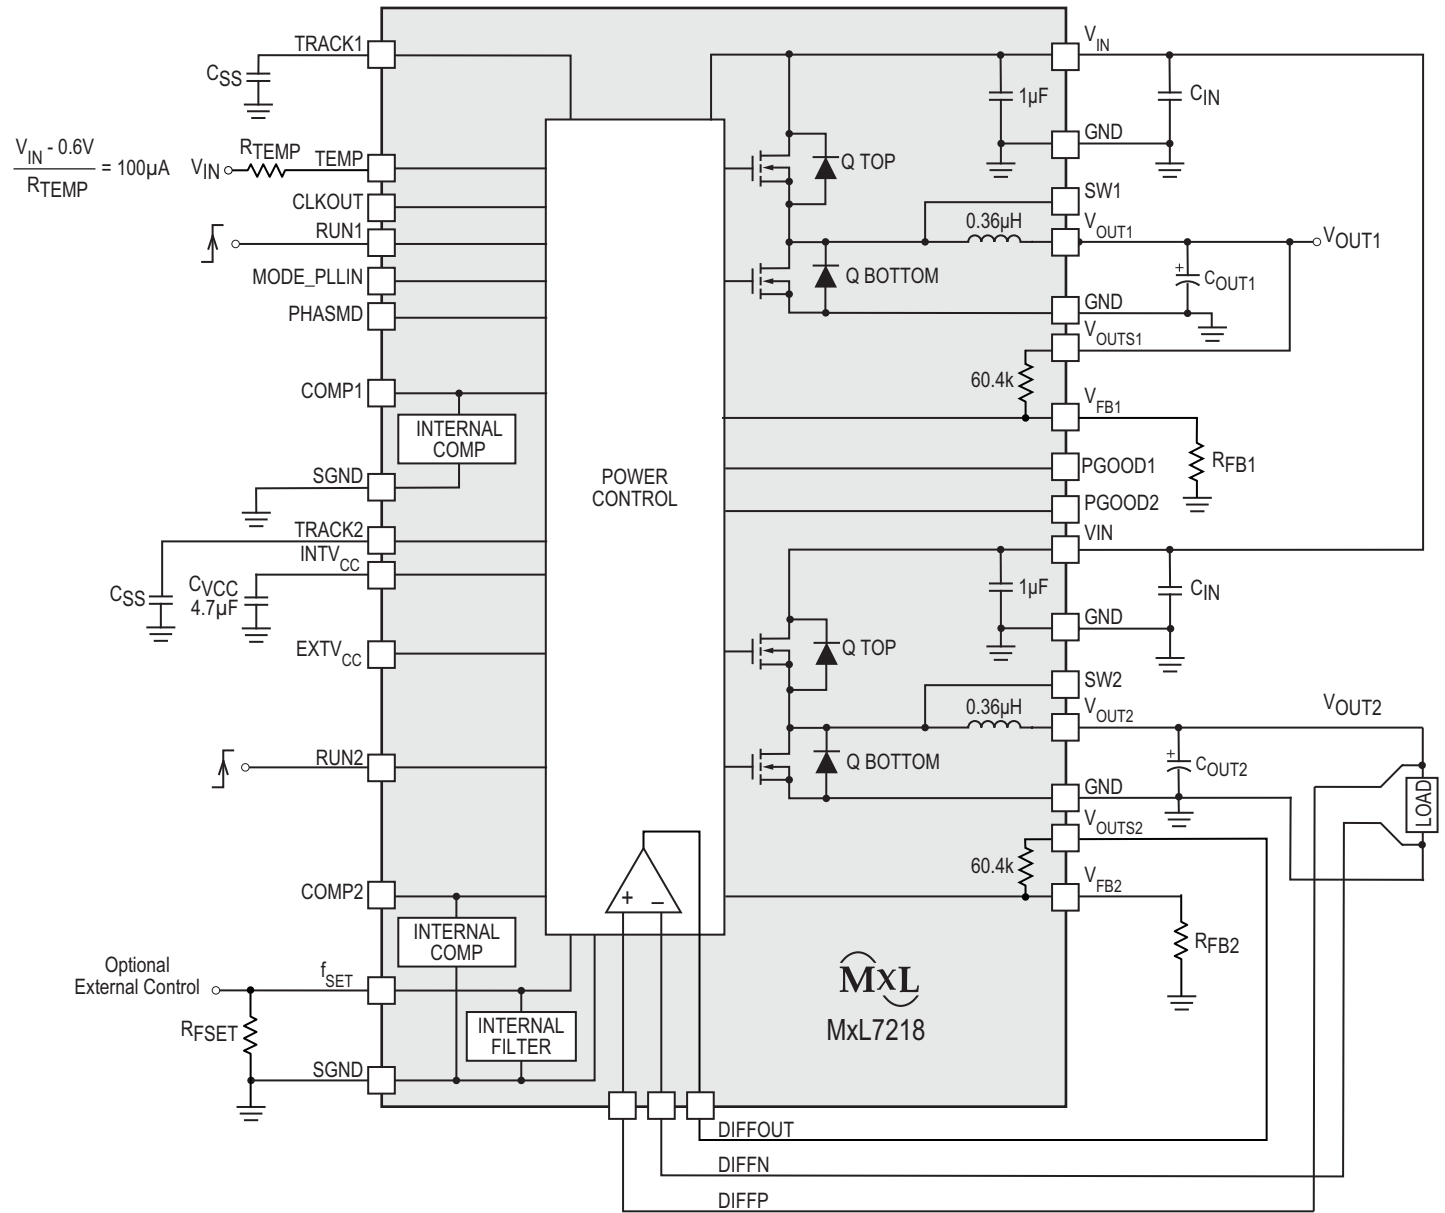 TRACK1
CSS
VIN - 0.6V
RTEMP
= 100µA
VIN
RTEMP
TEMP
CLKOUT
RUN1
MODE_PLLIN
PHASMD
COMP1
INTERNAL
COMP
SGND
TRACK2
INTVCC
CSS
CVCC
4.7µF
EXTVCC
RUN2
COMP2
INTERNAL
COMP
Optional
External Control
fSET
RFSET
INTERNAL
FILTER
SGND
POWER
CONTROL
+
–
VIN
1µF
CIN
GND
Q TOP
SW1
0.36µH
VOUT1
VOUT1
Q BOTTOM
+
COUT1
GND
VOUTS1
60.4k
VFB1
RFB1
PGOOD1
PGOOD2
VIN
1µF
CIN
GND
Q TOP
SW2
0.36µH
VOUT2
VOUT2
Q BOTTOM
+
COUT2
LOAD
GND
VOUTS2
60.4k
VFB2
RFB2
MxL
MxL7218
DIFFOUT
DIFFN
DIFFP